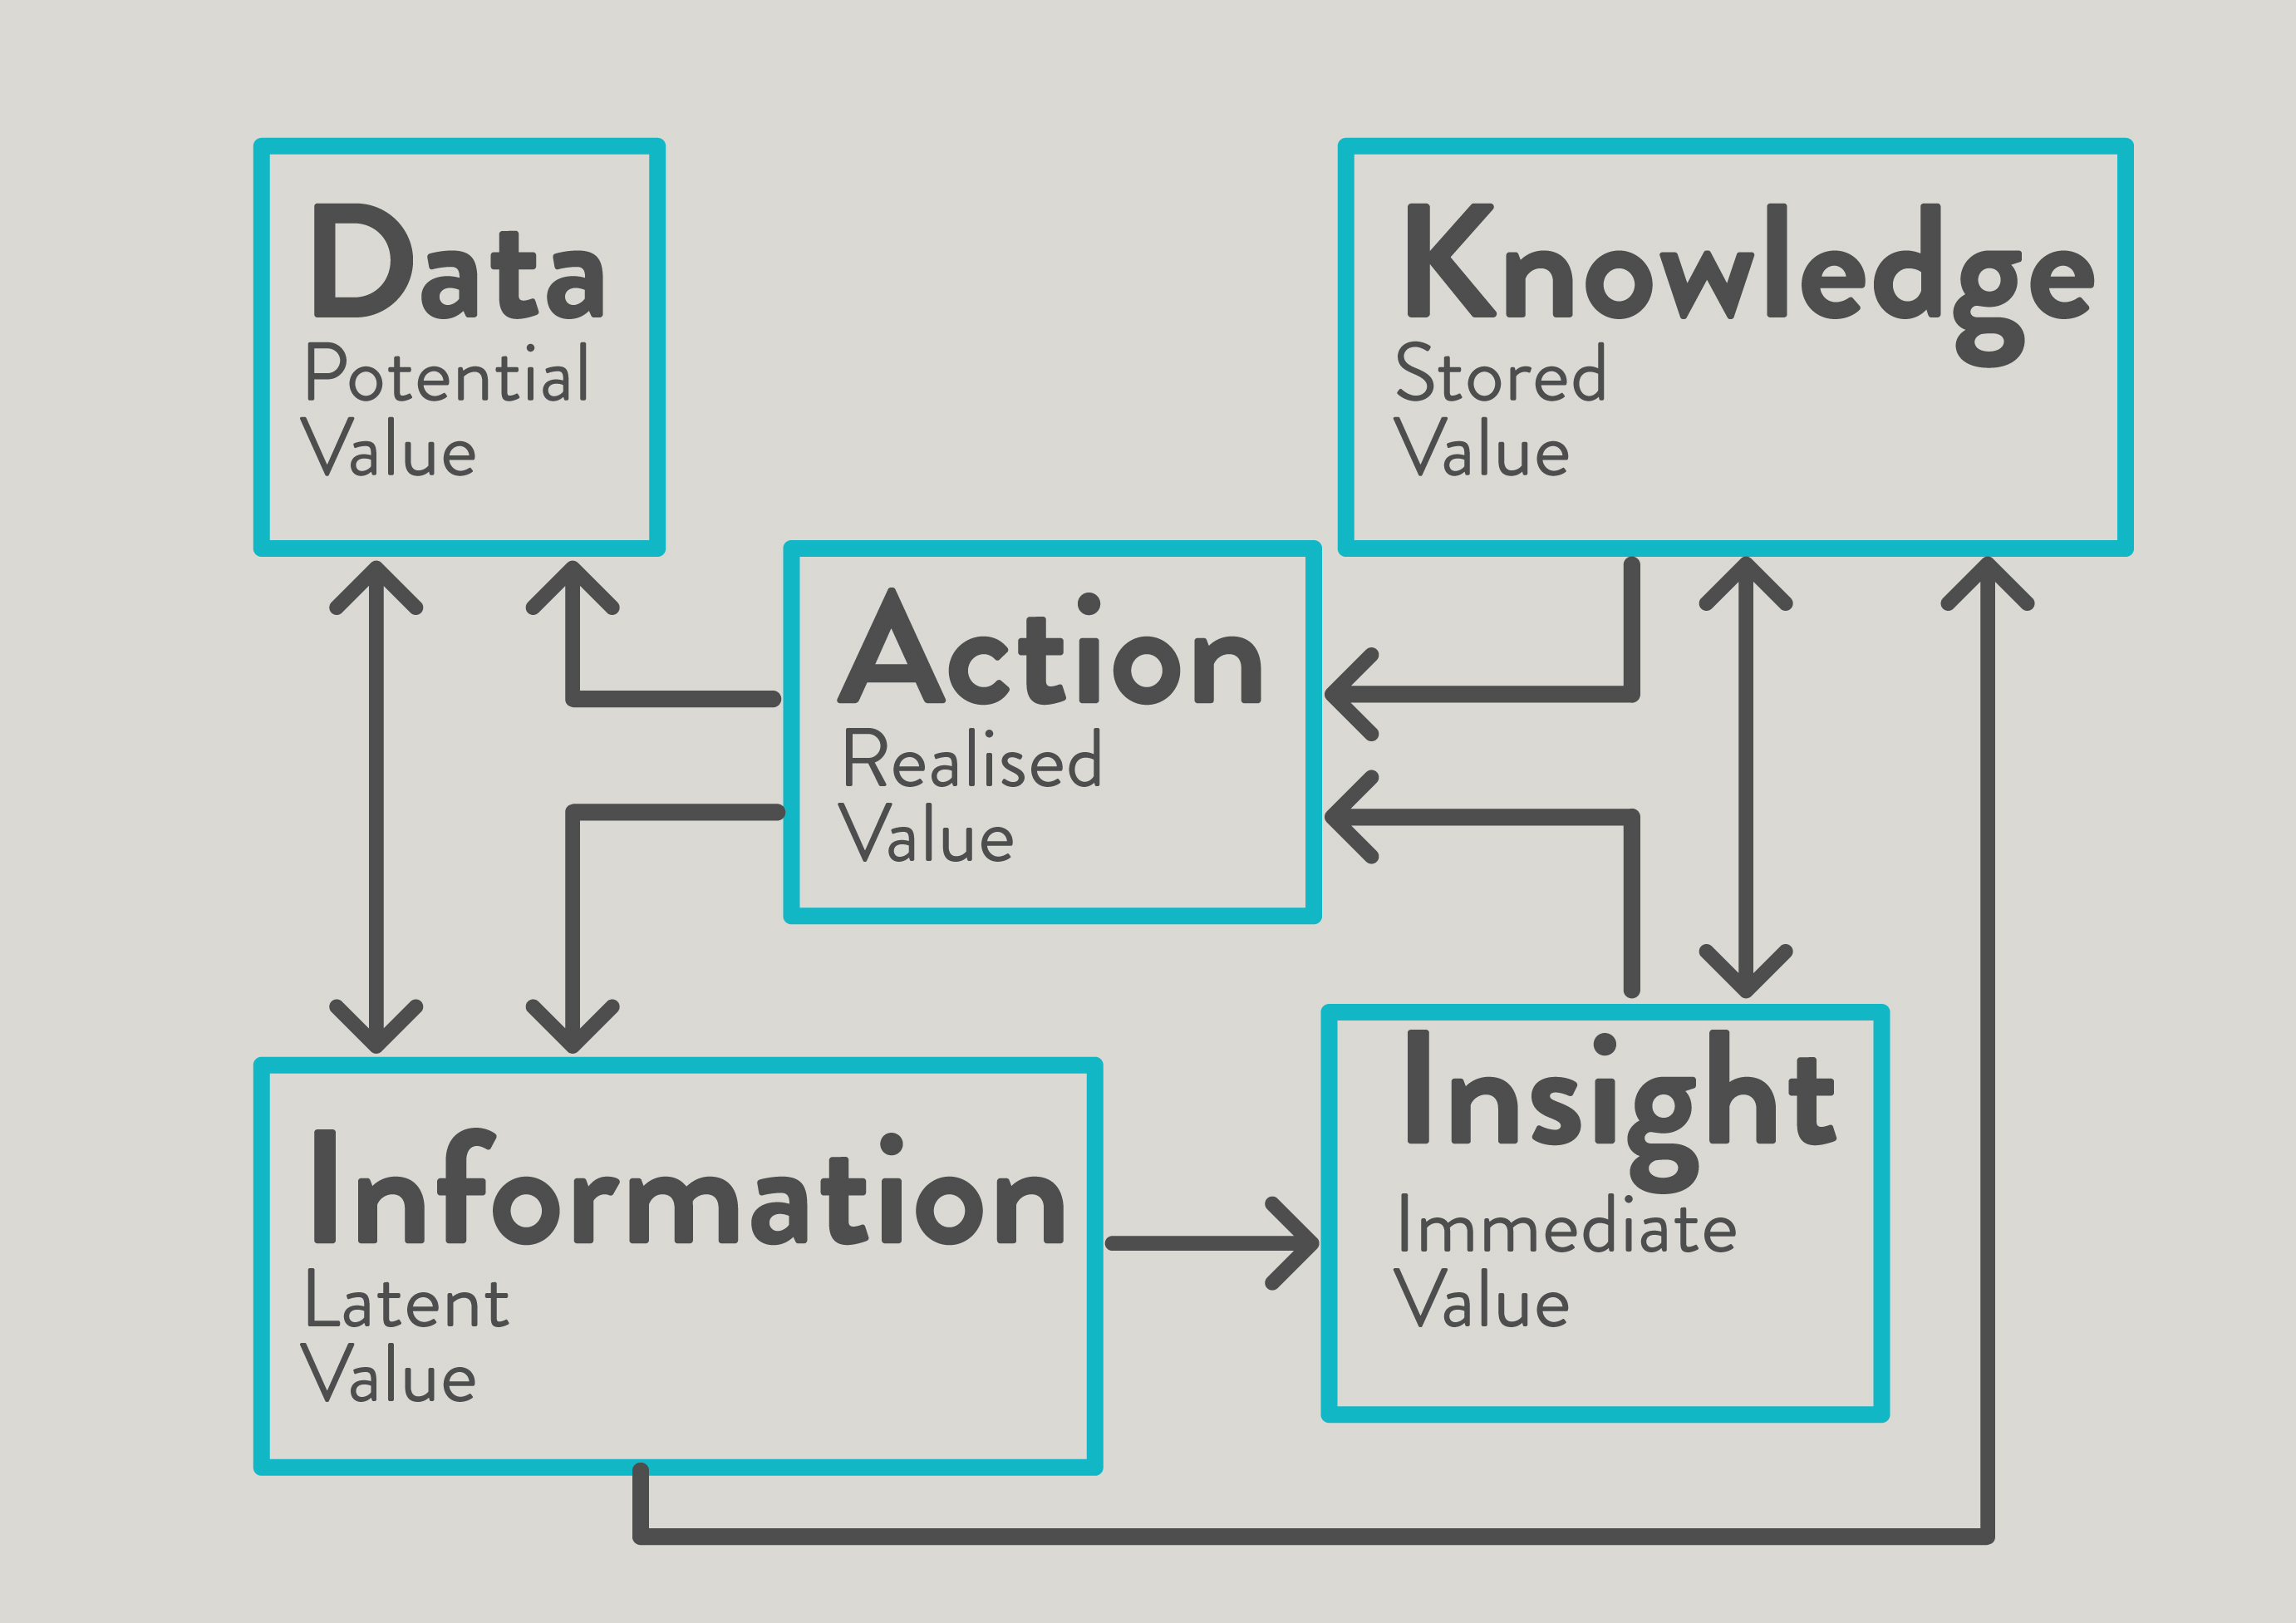 Data
Potential
Value
Knowledge
Stored
Value
Action
Realised
Value
Information
Latent
Value
Insight
Immediate
Value